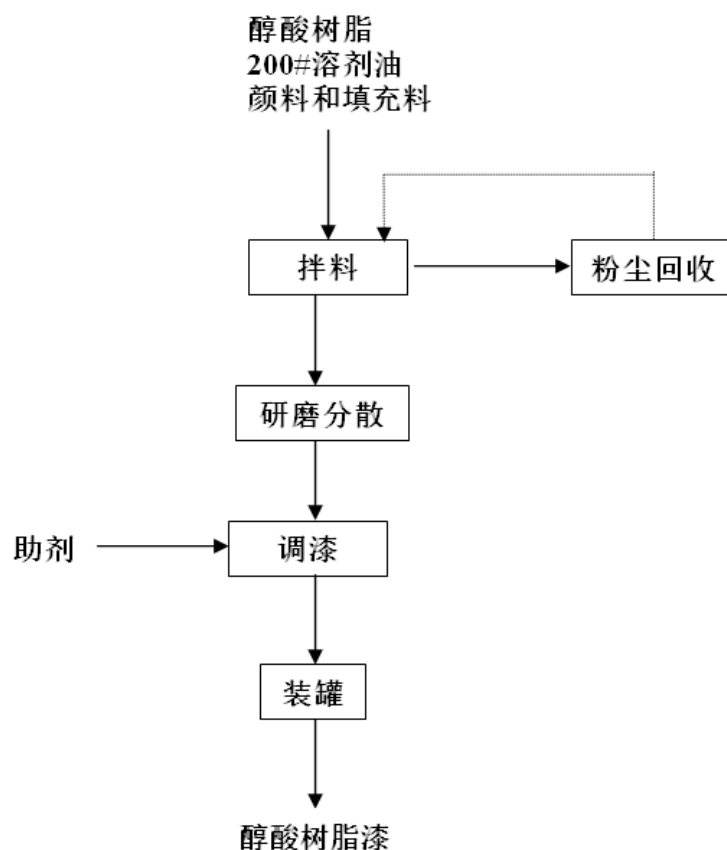 醇酸树脂
200#溶剂油
颜料和填充料
拌料
粉尘回收
研磨分散
助剂
调漆
装罐
醇酸树脂漆